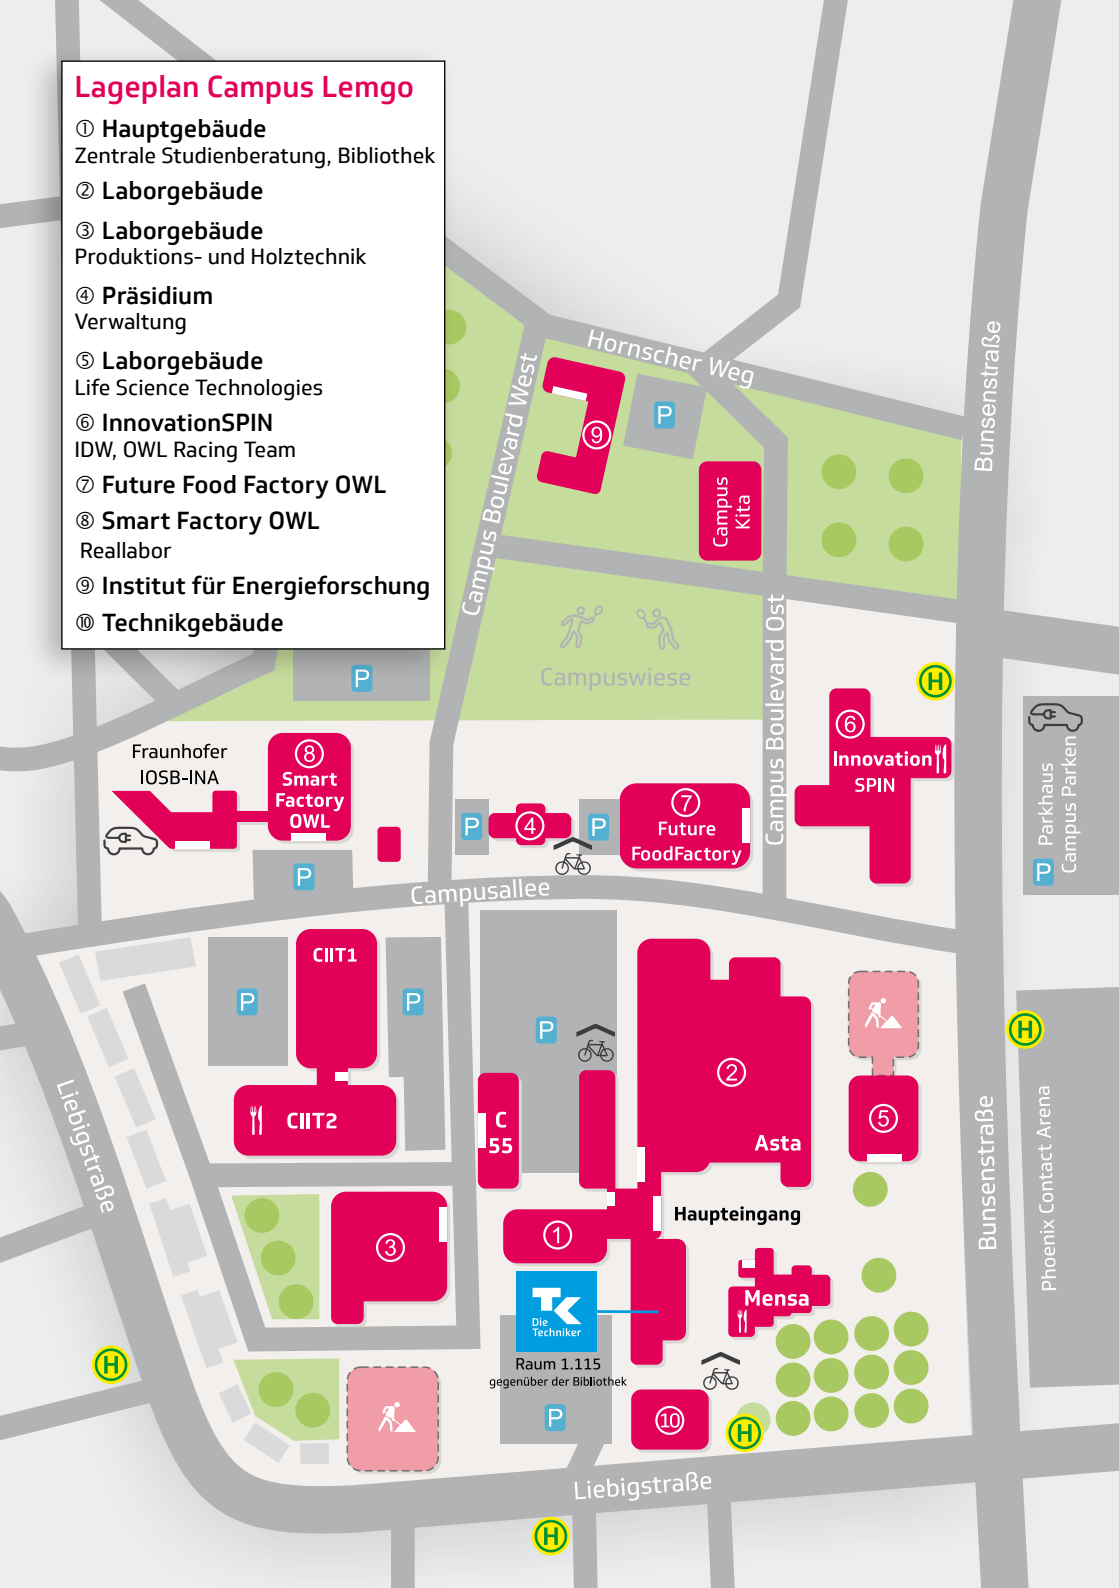 Lageplan Campus Lemgo
① Hauptgebäude
Zentrale Studienberatung, Bibliothek
② Laborgebäude
③ Laborgebäude
Produktions- und Holztechnik
④ Präsidium
Verwaltung
⑤ Laborgebäude
Life Science Technologies
⑥ InnovationSPIN
IDW, OWL Racing Team
⑦ Future Food Factory OWL
⑧ Smart Factory OWL
Reallabor
⑨ Institut für Energieforschung
⑩ Technikgebäude
Hornscher Weg
Campus Boulevard West
Bunsenstraße
P
⑨
Campus
Kita
Campus Boulevard Ost
Campuswiese
P
H
⑥
Innovation
SPIN
Parkhaus
Campus Parken
P
Fraunhofer
IOSB-INA
⑧
Smart
Factory
OWL
P
④
P
⑦
Future
FoodFactory
P
Campusallee
CIIT1
P
P
P
②
H
CIIT2
C
55
Asta
⑤
Liebigstraße
Bunsenstraße
Phoenix Contact Arena
③
①
Haupteingang
Mensa
TK
Die
Techniker
Raum 1.115
gegenüber der Bibliothek
H
P
⑩
H
Liebigstraße
H